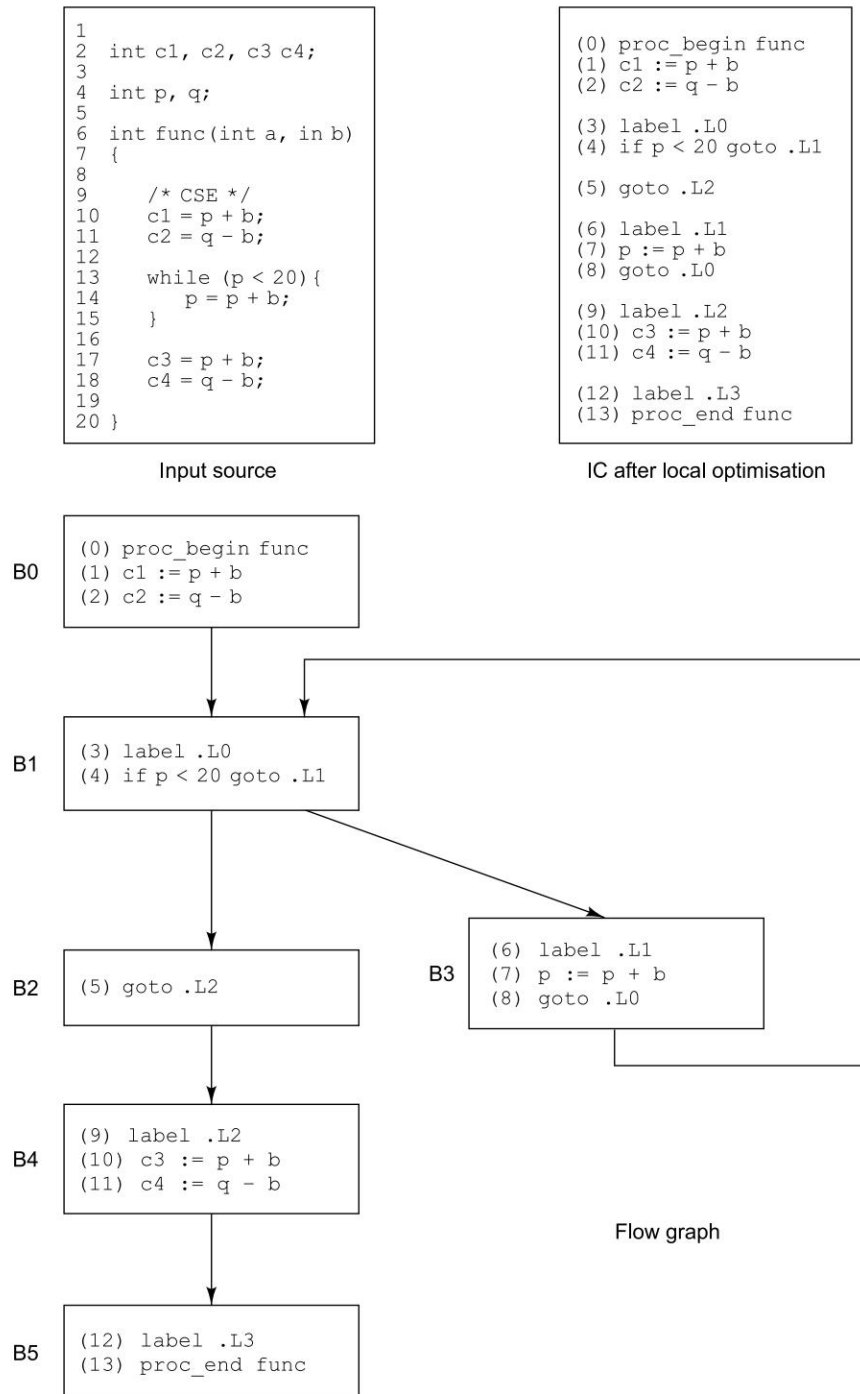 1
2 int c1, c2, c3 c4;
3
4 int p, q;
5
6 int func(int a, in b)
7 {
8
9 /* CSE */
10 c1 = p + b;
11 c2 = q – b;
12
13 while (p < 20){
14 p = p + b;
15 }
16
17 c3 = p + b;
18 c4 = q – b;
19
20 }
Input source
(0) proc_begin func
(1) c1 := p + b
(2) c2 := q – b
(3) label .L0
(4) if p < 20 goto .L1
(5) goto .L2
(6) label .L1
(7) p := p + b
(8) goto .L0
(9) label .L2
(10) c3 := p + b
(11) c4 := q – b
(12) label .L3
(13) proc_end func
IC after local optimisation
B0
(0) proc_begin func
(1) c1 := p + b
(2) c2 := q – b
B1
(3) label .L0
(4) if p < 20 goto .L1
B2
(5) goto .L2
B3
(6) label .L1
(7) p := p + b
(8) goto .L0
B4
(9) label .L2
(10) c3 := p + b
(11) c4 := q – b
Flow graph
B5
(12) label .L3
(13) proc_end func